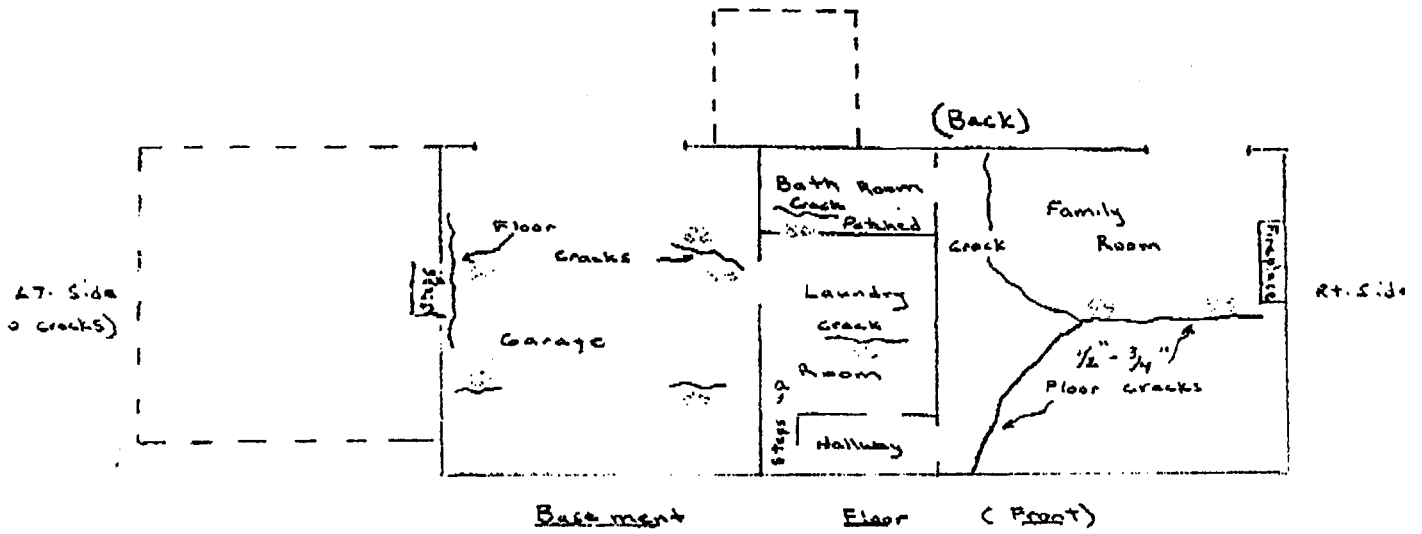 (Back)
Bath Room
Crack
Patched
Floor
Cracks
Steps
Garage
LT. Side
o Cracks)
Laundry
Crack
Room
Steps Up
Hallway
Family
Room
Crack
Fireplace
Rt. Side
1/2" - 3/4"
Floor Cracks
Basement Floor (Front)